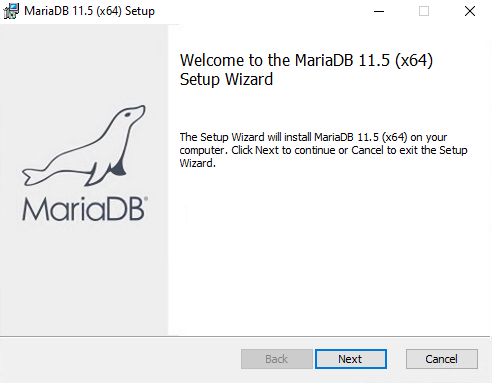 MariaDB 11.5 (x64) Setup
Welcome to the MariaDB 11.5 (x64)
Setup Wizard
The Setup Wizard will install MariaDB 11.5 (x64) on your
computer. Click Next to continue or Cancel to exit the Setup
Wizard.
MariaDB®
Back
Next
Cancel